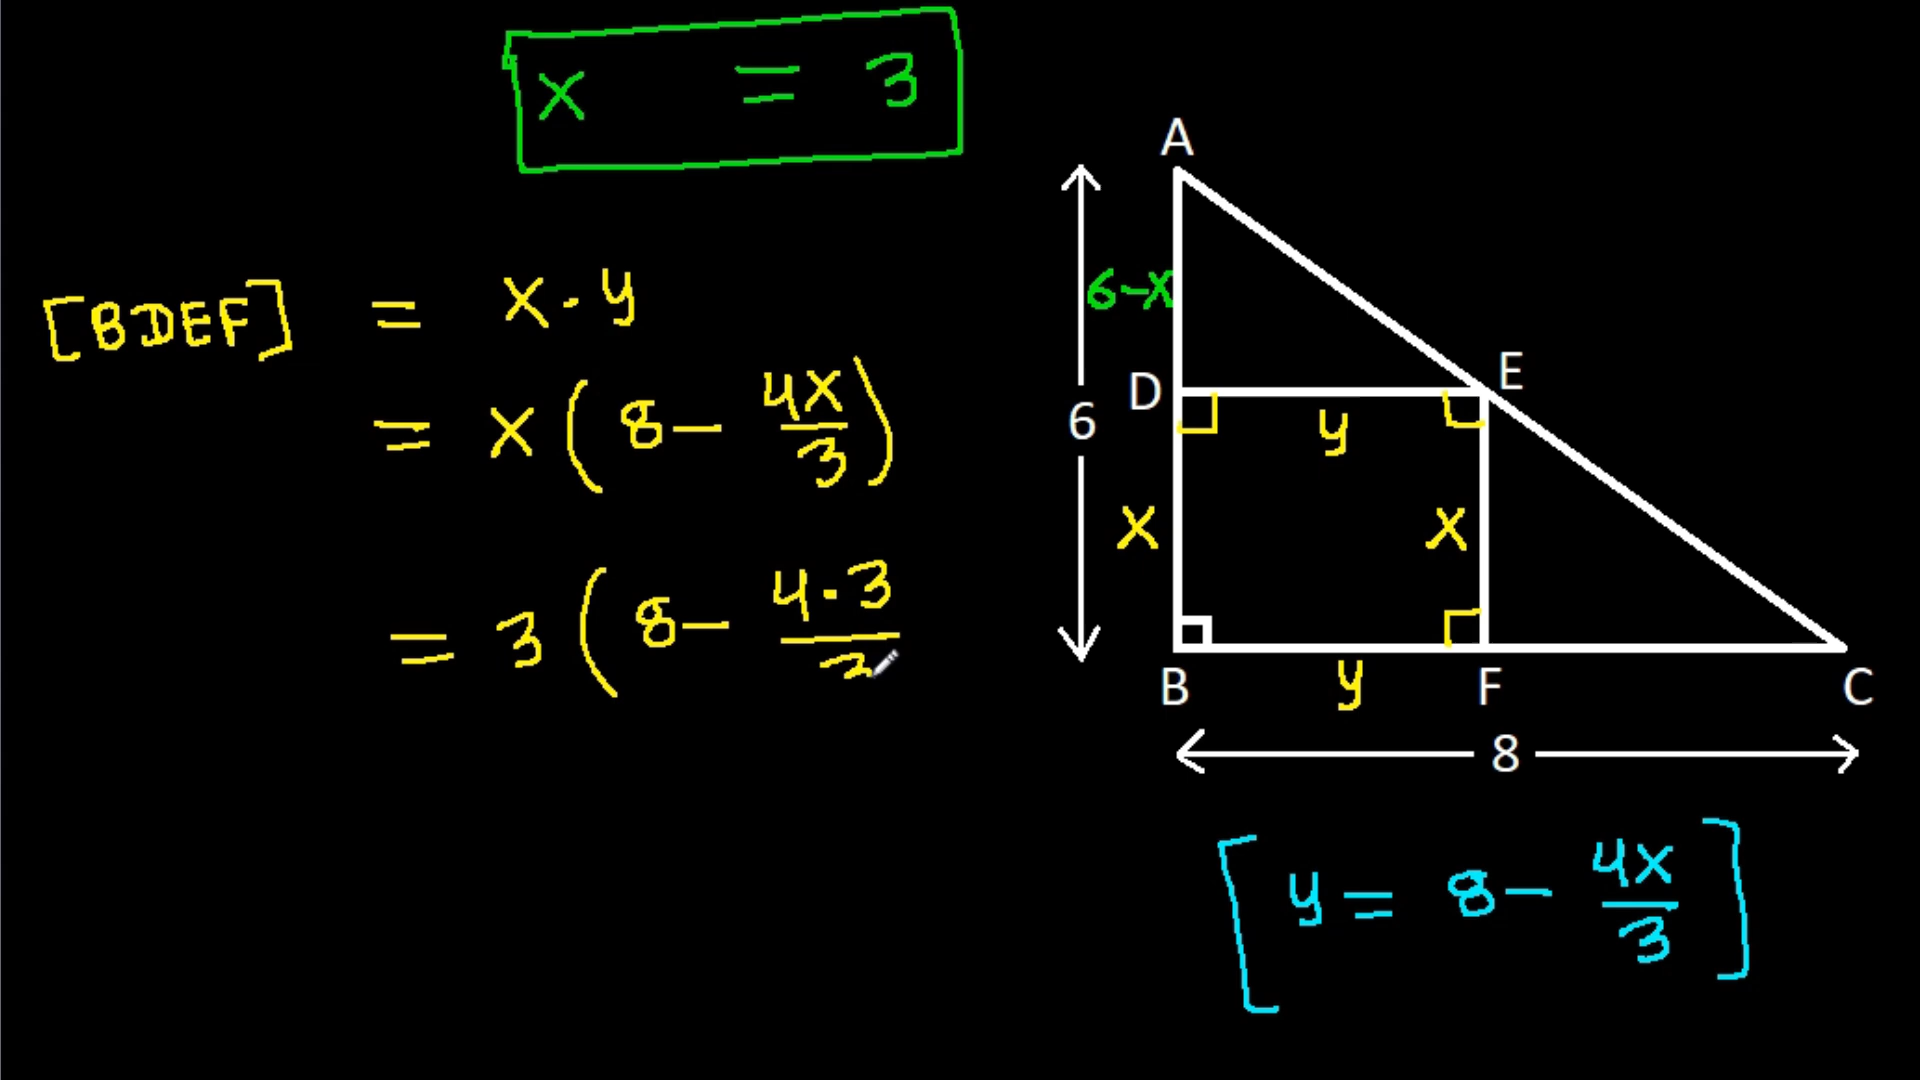 x = 3
[BDEF] = x . y
= x ( 8 - 4x/3 )
= 3 ( 8 - 4 . 3 / 3
A
6-x
D
E
6
y
x
x
B
y
F
C
8
[ y = 8 - 4x/3 ]